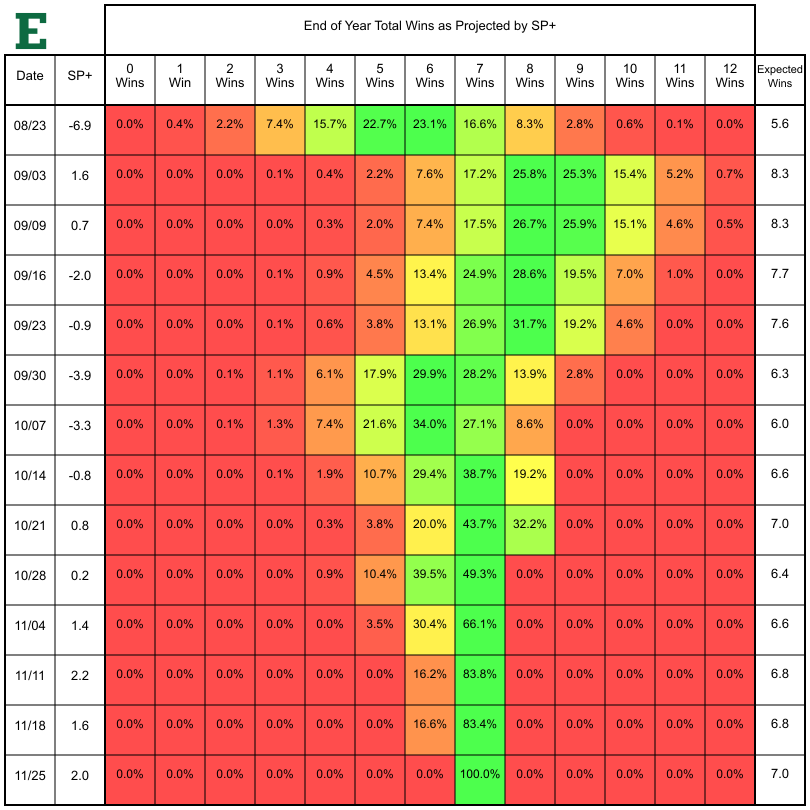 E
End of Year Total Wins as Projected by SP+
Date SP+ 0 Wins 1 Win 2 Wins 3 Wins 4 Wins 5 Wins 6 Wins 7 Wins 8 Wins 9 Wins 10 Wins 11 Wins 12 Wins Expected Wins
08/23 -6.9 0.0% 0.4% 2.2% 7.4% 15.7% 22.7% 23.1% 16.6% 8.3% 2.8% 0.6% 0.1% 0.0% 5.6
09/03 1.6 0.0% 0.0% 0.0% 0.1% 0.4% 2.2% 7.6% 17.2% 25.8% 25.3% 15.4% 5.2% 0.7% 8.3
09/09 0.7 0.0% 0.0% 0.0% 0.0% 0.3% 2.0% 7.4% 17.5% 26.7% 25.9% 15.1% 4.6% 0.5% 8.3
09/16 -2.0 0.0% 0.0% 0.0% 0.1% 0.9% 4.5% 13.4% 24.9% 28.6% 19.5% 7.0% 1.0% 0.0% 7.7
09/23 -0.9 0.0% 0.0% 0.0% 0.1% 0.6% 3.8% 13.1% 26.9% 31.7% 19.2% 4.6% 0.0% 0.0% 7.6
09/30 -3.9 0.0% 0.0% 0.1% 1.1% 6.1% 17.9% 29.9% 28.2% 13.9% 2.8% 0.0% 0.0% 0.0% 6.3
10/07 -3.3 0.0% 0.0% 0.1% 1.3% 7.4% 21.6% 34.0% 27.1% 8.6% 0.0% 0.0% 0.0% 0.0% 6.0
10/14 -0.8 0.0% 0.0% 0.0% 0.1% 1.9% 10.7% 29.4% 38.7% 19.2% 0.0% 0.0% 0.0% 0.0% 6.6
10/21 0.8 0.0% 0.0% 0.0% 0.0% 0.3% 3.8% 20.0% 43.7% 32.2% 0.0% 0.0% 0.0% 0.0% 7.0
10/28 0.2 0.0% 0.0% 0.0% 0.0% 0.9% 10.4% 39.5% 49.3% 0.0% 0.0% 0.0% 0.0% 0.0% 6.4
11/04 1.4 0.0% 0.0% 0.0% 0.0% 0.0% 3.5% 30.4% 66.1% 0.0% 0.0% 0.0% 0.0% 0.0% 6.6
11/11 2.2 0.0% 0.0% 0.0% 0.0% 0.0% 0.0% 16.2% 83.8% 0.0% 0.0% 0.0% 0.0% 0.0% 6.8
11/18 1.6 0.0% 0.0% 0.0% 0.0% 0.0% 0.0% 16.6% 83.4% 0.0% 0.0% 0.0% 0.0% 0.0% 6.8
11/25 2.0 0.0% 0.0% 0.0% 0.0% 0.0% 0.0% 0.0% 100.0% 0.0% 0.0% 0.0% 0.0% 0.0% 7.0